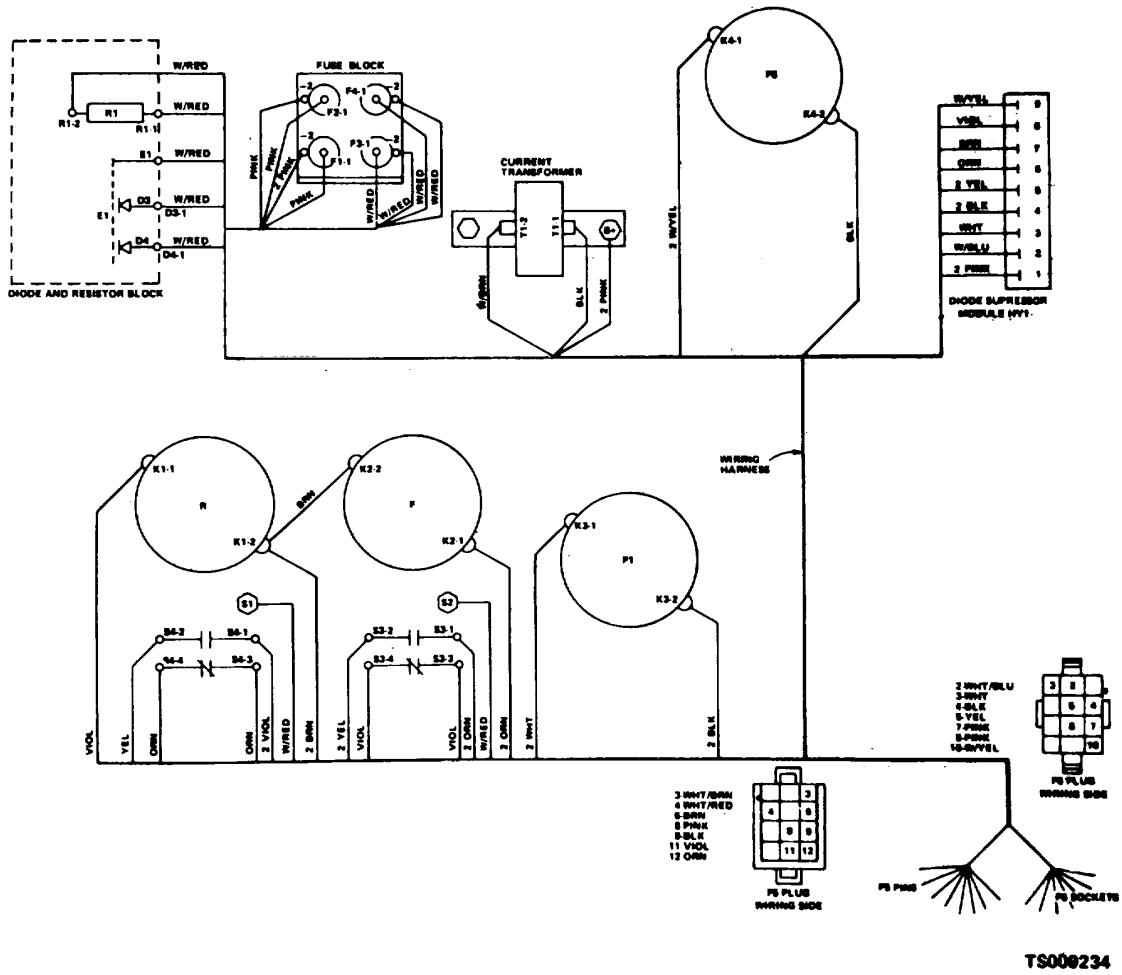 W/RED
R1
W/RED
R1-2
R1-1
E1
W/RED
D3
W/RED
D3-1
E1
D4
W/RED
D4-1
DIODE AND RESISTOR BLOCK
FUSE BLOCK
-2
F4-1
-2
F2-1
-2
F3-1
-2
F1-1
PINK
PINK
2 PINK
PINK
W/RED
W/RED
W/RED
W/RED
CURRENT
TRANSFORMER
T1-2
T1-1
B+
W/BRN
BLK
2 PINK
K4-1
K4-2
2 W/YEL
BLK
W/YEL 9
VIOL
BRN 7
ORN
2 YEL
2 BLK 4
WHT 3
W/BLU 2
2 PINK 1
DIODE SUPRESSOR
MODULE HY1
WIRING
HARNESS
K1-1
R
K1-2
BRN
K2-2
F
K2-1
K3-1
P1
K3-2
S1
S2
S4-2
S4-1
S4-4
S4-3
S3-2
S3-1
S3-4
S3-3
VIOL
YEL
ORN
ORN
2 VIOL
W/RED
2 BRN
2 YEL
VIOL
VIOL
2 ORN
W/RED
2 ORN
2 WHT
2 BLK
2-WHT/BLU
3-WHT
4-BLK
5-YEL
7-PINK
8-PINK
10-W/YEL
3
5 4
7
10
PLUG
WIRING SIDE
3 WHT/BRN
4 WHT/RED
6-BRN
8 PINK
9-BLK
11 VIOL
12 ORN
3
4 6
8 9
11 12
PLUG
WIRING SIDE
PINS
SOCKETS
TS009234